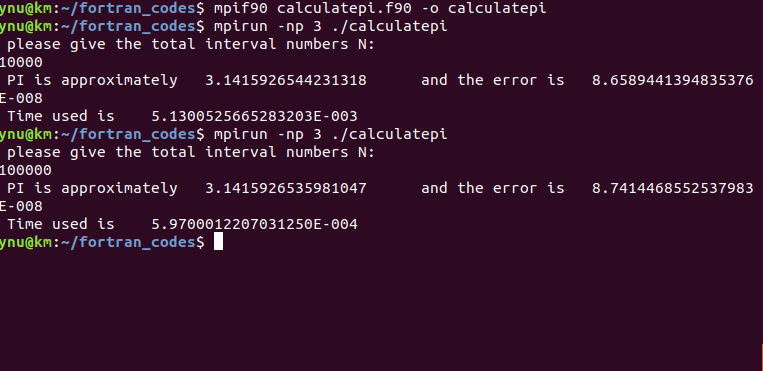 ynu@km:~/fortran_codes$ mpif90 calculatepi.f90 -o calculatepi
ynu@km:~/fortran_codes$ mpirun -np 3 ./calculatepi
 please give the total interval numbers N:
10000
 PI is approximately   3.1415926544231318      and the error is   8.6589441394835376
E-008
 Time used is    5.1300525665283203E-003
ynu@km:~/fortran_codes$ mpirun -np 3 ./calculatepi
 please give the total interval numbers N:
100000
 PI is approximately   3.1415926535981047      and the error is   8.7414468552537983
E-008
 Time used is    5.9700012207031250E-004
ynu@km:~/fortran_codes$